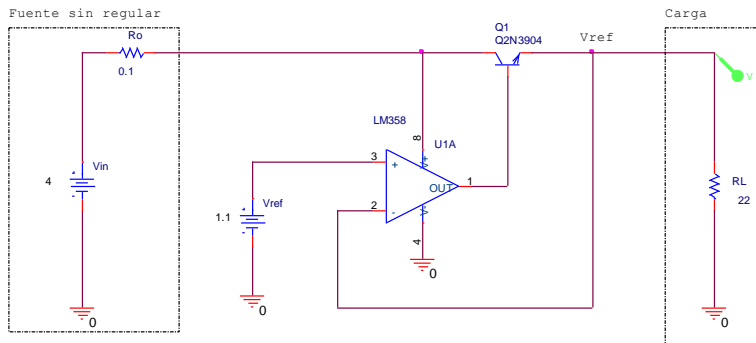 Fuente sin regular
Carga
Ro
0.1
Q1
Q2N3904
Vref
V
LM358
8
U1A
V+
3
+
OUT
1
2
-
V-
4
0
Vin
4
Vref
1.1
RL
22
0
0
0